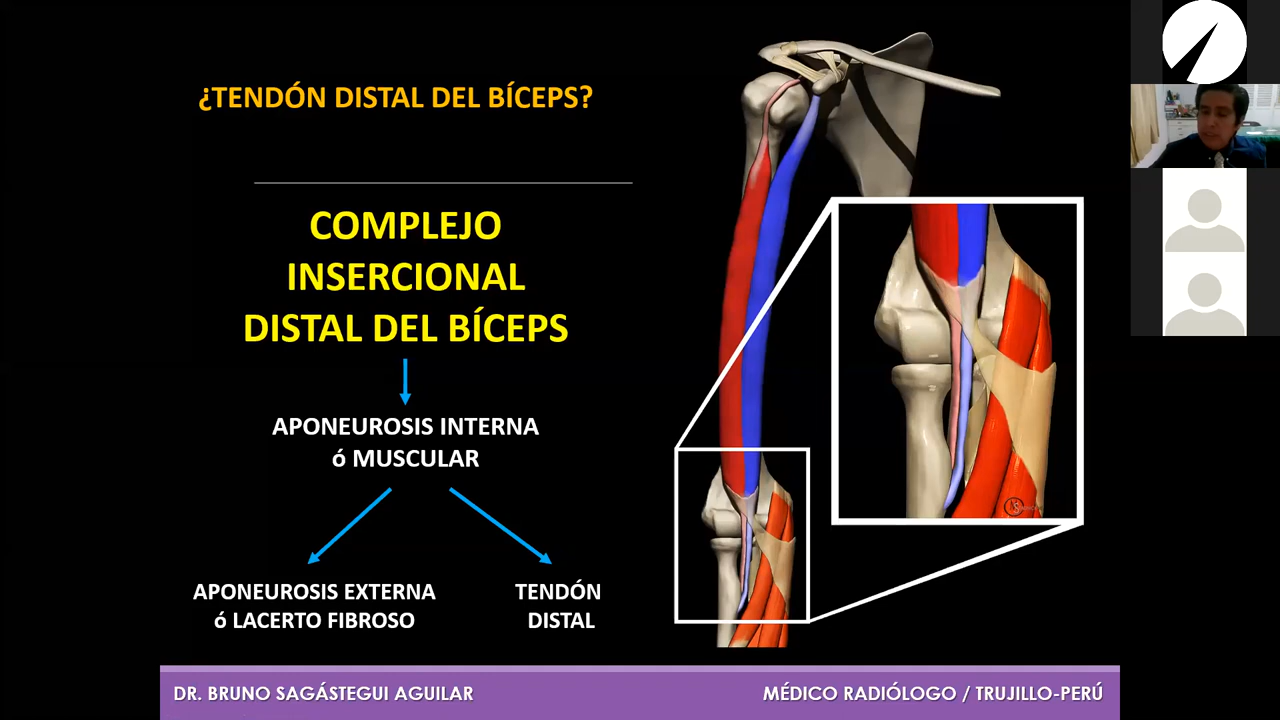 ¿TENDÓN DISTAL DEL BÍCEPS?
COMPLEJO
INSERCIONAL
DISTAL DEL BÍCEPS
APONEUROSIS INTERNA
ó MUSCULAR
APONEUROSIS EXTERNA
ó LACERTO FIBROSO
TENDÓN
DISTAL
DR. BRUNO SAGÁSTEGUI AGUILAR
MÉDICO RADIÓLOGO / TRUJILLO-PERÚ